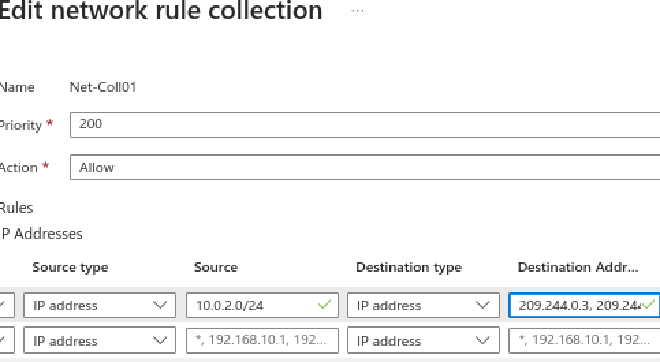 Edit network rule collection ...
Name Net-Coll01
Priority * 200
Action * Allow
Rules
IP Addresses
Source type Source Destination type Destination Addr...
IP address 10.0.2.0/24 IP address 209.244.0.3, 209.24
IP address *, 192.168.10.1, 192... IP address *, 192.168.10.1, 192...